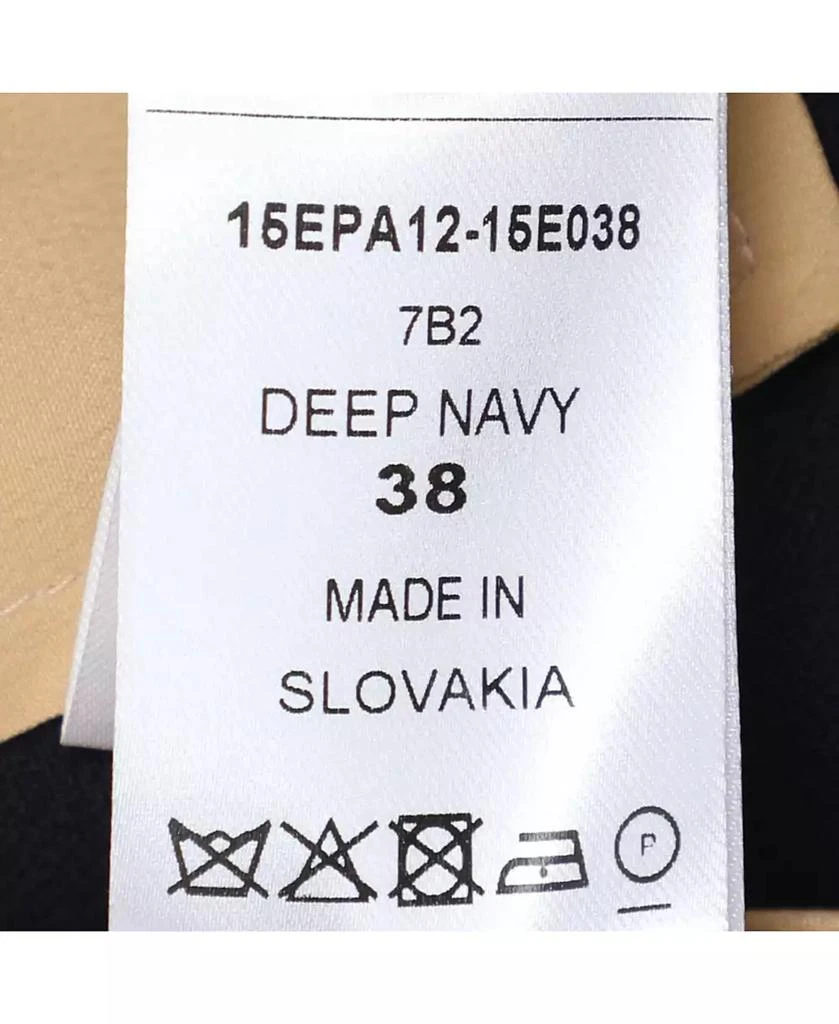 15EPA12-15E038
7B2
DEEP NAVY
38
MADE IN
SLOVAKIA
P